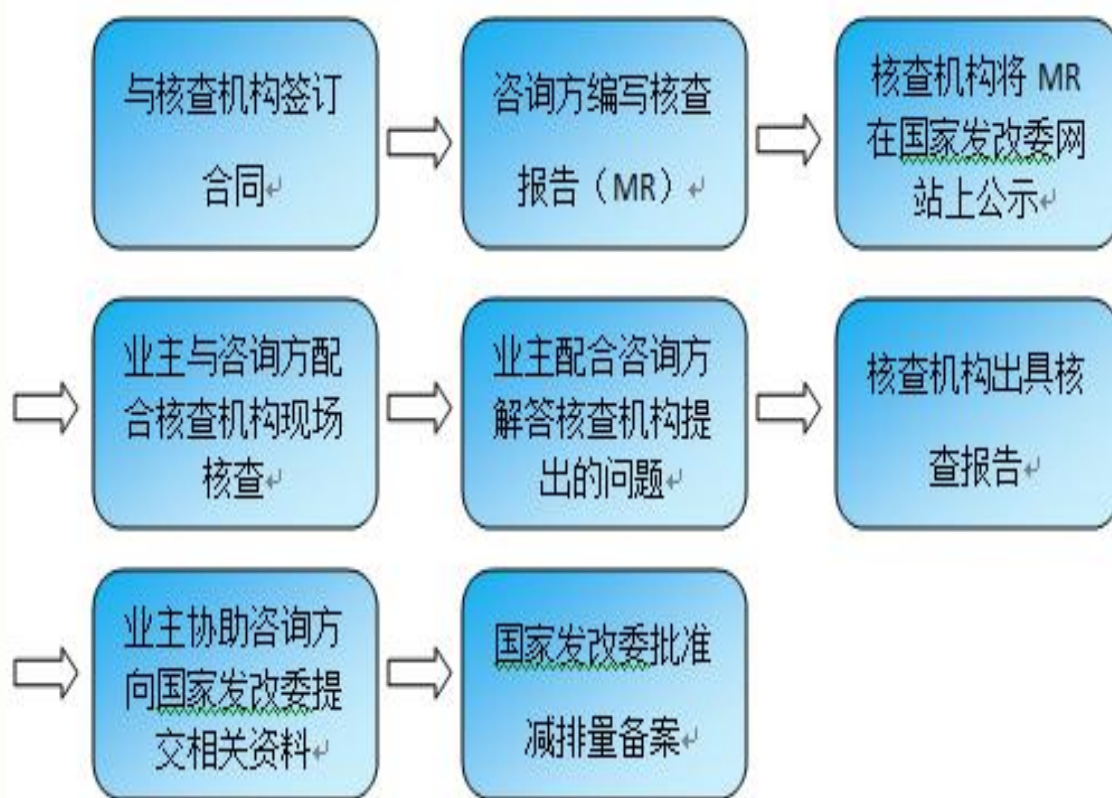 与核查机构签订
合同
咨询方编写核查
报告（MR）
核查机构将 MR
在国家发改委网
站上公示
业主与咨询方配
合核查机构现场
核查
业主配合咨询方
解答核查机构提
出的问题
核查机构出具核
查报告
业主协助咨询方
向国家发改委提
交相关资料
国家发改委批准
减排量备案